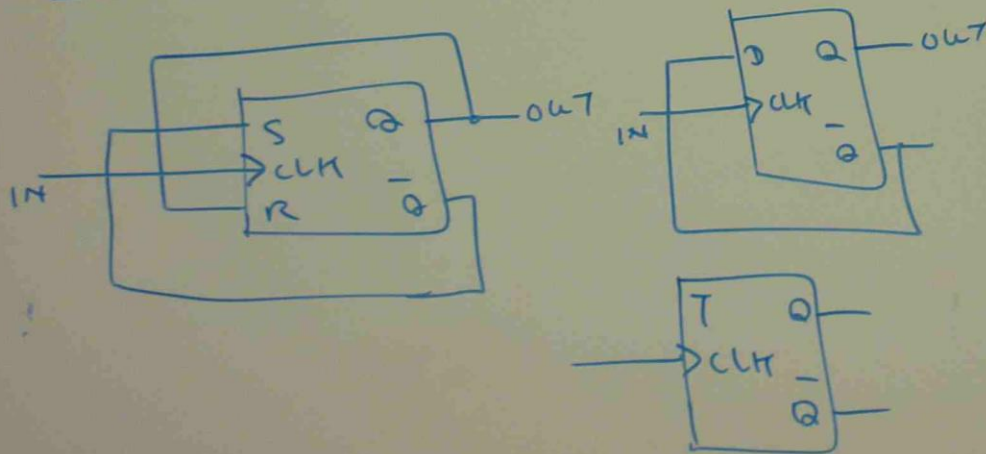 S Q OUT
IN CLK
R Q̅
D Q OUT
IN CLK
Q̅
T Q
CLK
Q̅